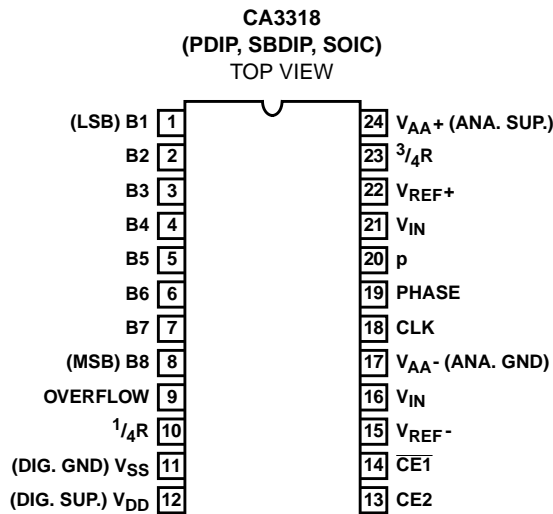 CA3318
(PDIP, SBDIP, SOIC)
TOP VIEW
(LSB) B1 1 24 VAA+ (ANA. SUP.)
B2 2 23 3/4R
B3 3 22 VREF+
B4 4 21 VIN
B5 5 20 p
B6 6 19 PHASE
B7 7 18 CLK
(MSB) B8 8 17 VAA- (ANA. GND)
OVERFLOW 9 16 VIN
1/4R 10 15 VREF-
(DIG. GND) VSS 11 14 C̅E̅1̅
(DIG. SUP.) VDD 12 13 CE2